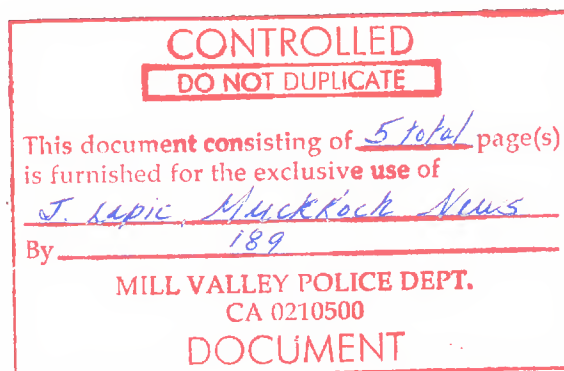 CONTROLLED
DO NOT DUPLICATE
This document consisting of 5 total page(s)
is furnished for the exclusive use of
J. Lapic Muckkock News
By 189
MILL VALLEY POLICE DEPT.
CA 0210500
DOCUMENT